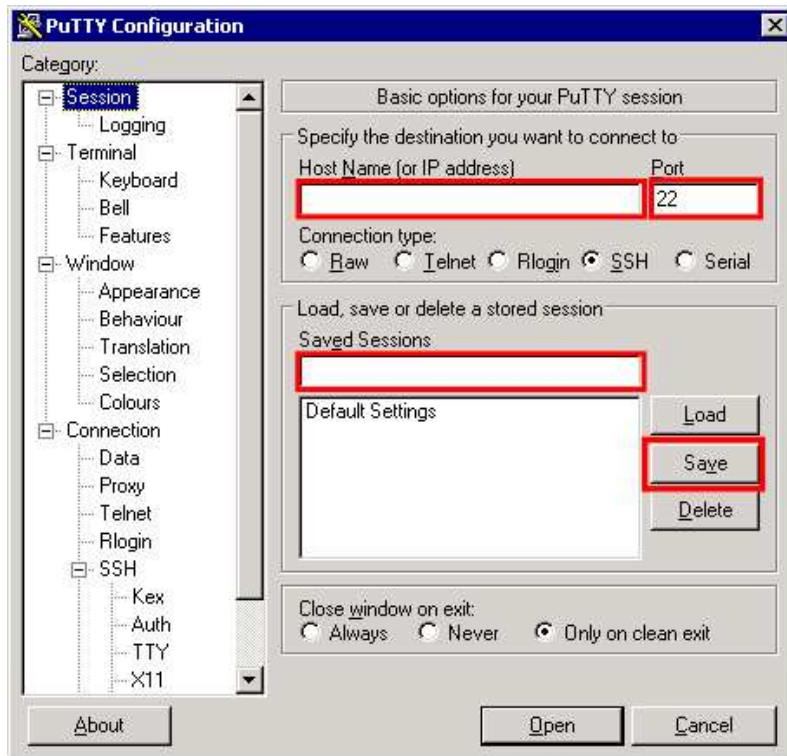 PuTTY Configuration
Category:
Session
Logging
Terminal
Keyboard
Bell
Features
Window
Appearance
Behaviour
Translation
Selection
Colours
Connection
Data
Proxy
Telnet
Rlogin
SSH
Kex
Auth
TTY
X11
Basic options for your PuTTY session
Specify the destination you want to connect to
Host Name (or IP address) Port
22
Connection type:
Raw Telnet Rlogin SSH Serial
Load, save or delete a stored session
Saved Sessions
Default Settings
Load
Save
Delete
Close window on exit:
Always Never Only on clean exit
About Open Cancel